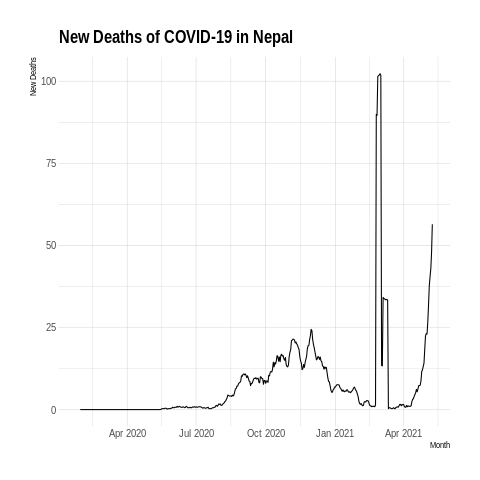 New Deaths of COVID-19 in Nepal
New Deaths
100
75
50
25
0
Apr 2020 Jul 2020 Oct 2020 Jan 2021 Apr 2021
Month